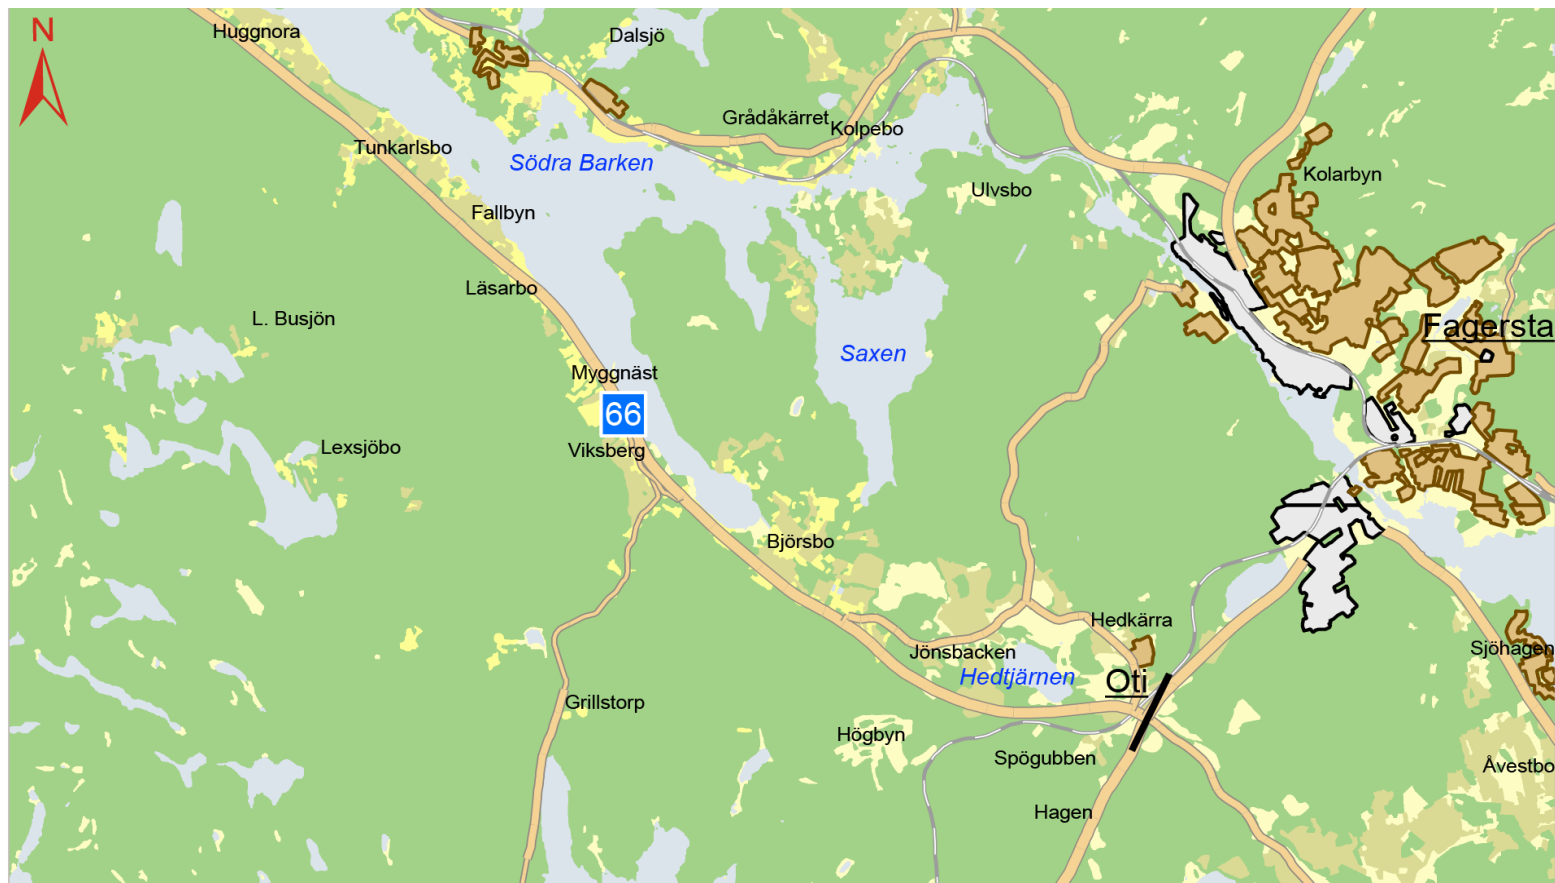 N
Huggnora
Dalsjö
Grådåkärret
Kolpebo
Tunkarlsbo
Södra Barken
Kolarbyn
Ulvsbo
Fallbyn
Läsarbo
L. Busjön
Fagersta
Saxen
Myggnäst
66
Lexsjöbo
Viksberg
Björsbo
Hedkärra
Jönsbacken
Sjöhagen
Hedtjärnen
Oti
Grillstorp
Högbyn
Spögubben
Åvestbo
Hagen